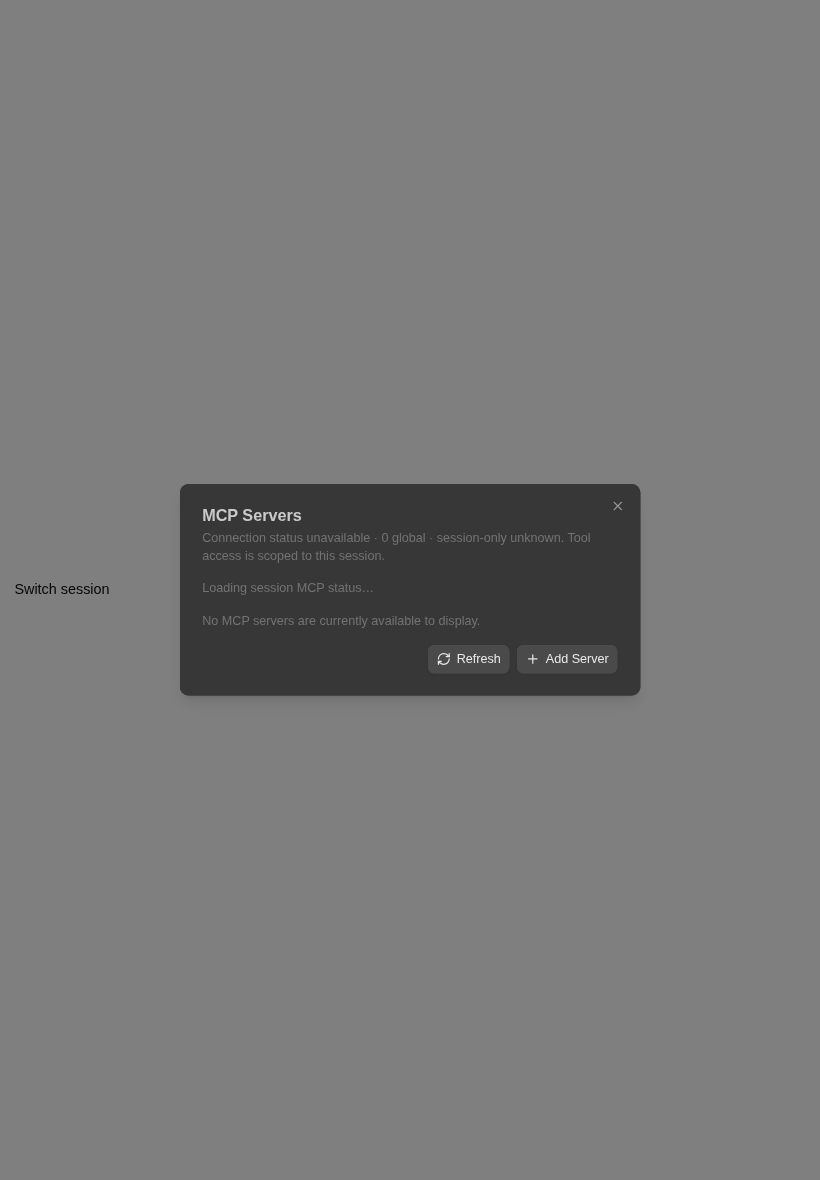 MCP Servers
Connection status unavailable · 0 global · session-only unknown. Tool
access is scoped to this session.
Switch session
Loading session MCP status…
No MCP servers are currently available to display.
Refresh
Add Server